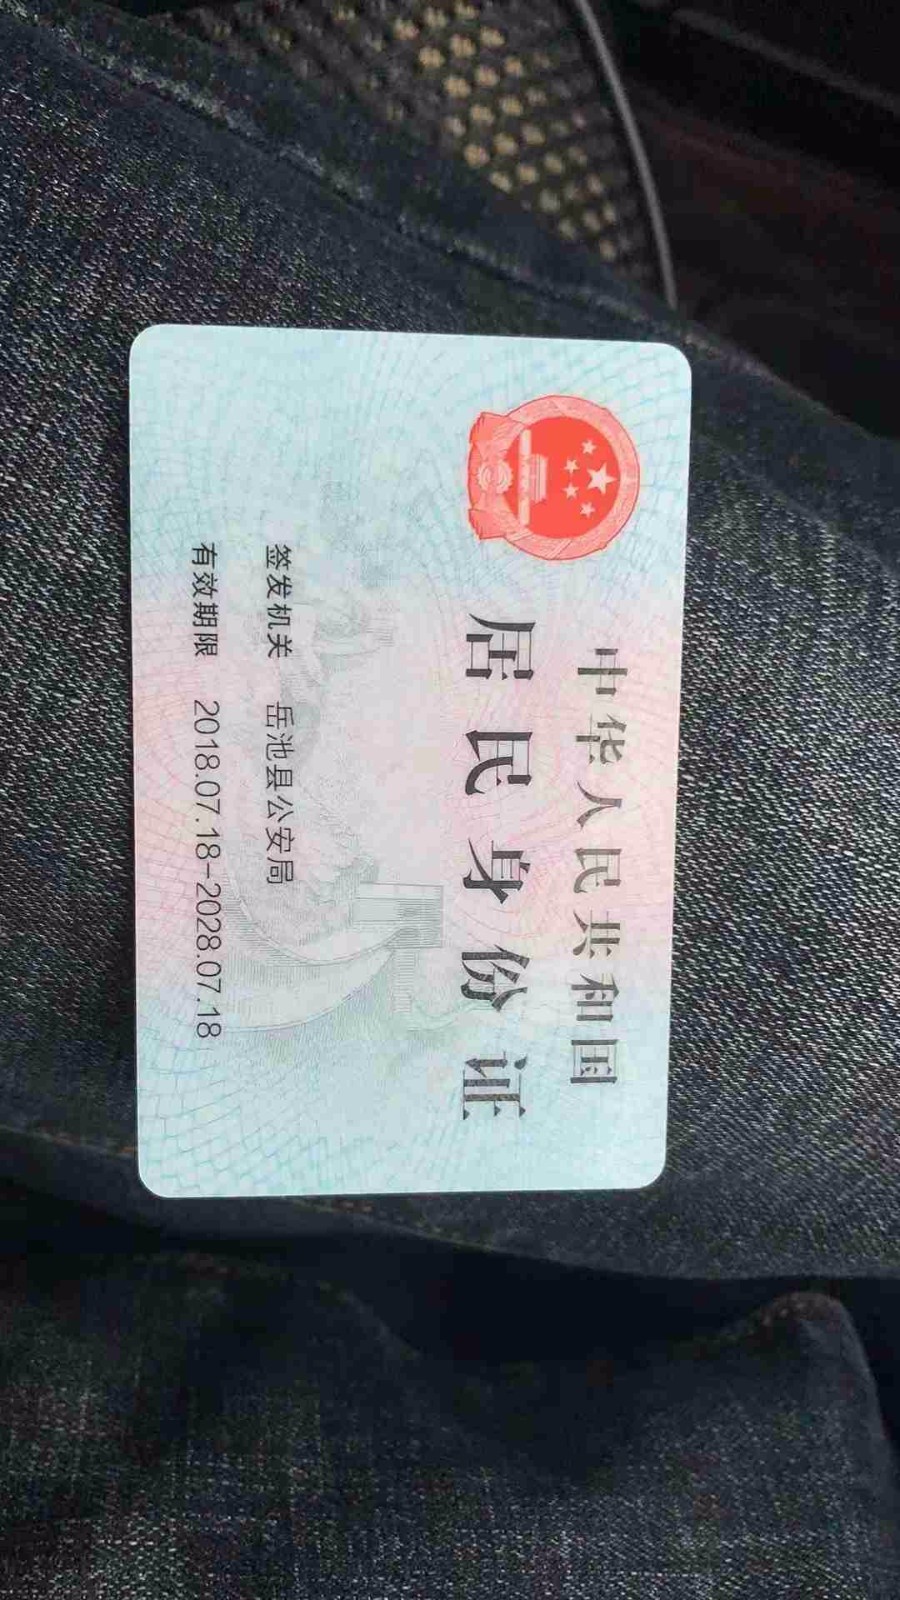 中华人民共和国
居民身份证
签发机关 岳池县公安局
有效期限 2018.07.18-2028.07.18